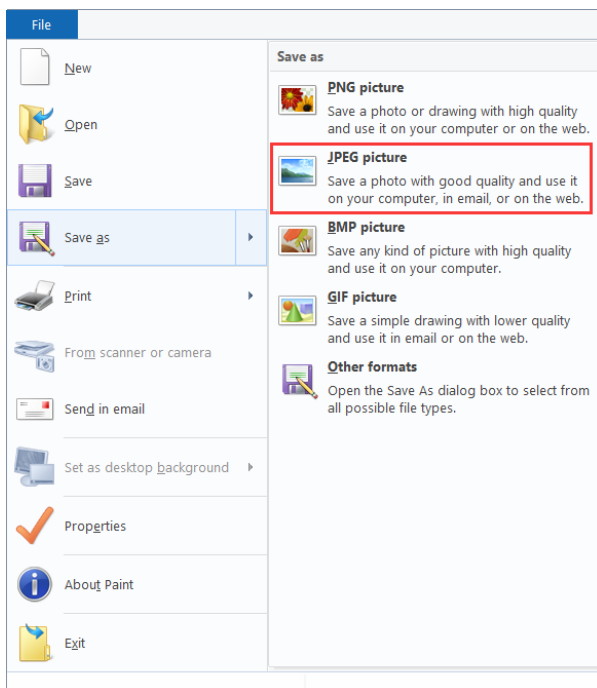 File
New
Open
Save
Save as
Print
From scanner or camera
Send in email
Set as desktop background
Properties
About Paint
Exit
Save as
PNG picture
Save a photo or drawing with high quality
and use it on your computer or on the web.
JPEG picture
Save a photo with good quality and use it
on your computer, in email, or on the web.
BMP picture
Save any kind of picture with high quality
and use it on your computer.
GIF picture
Save a simple drawing with lower quality
and use it in email or on the web.
Other formats
Open the Save As dialog box to select from
all possible file types.